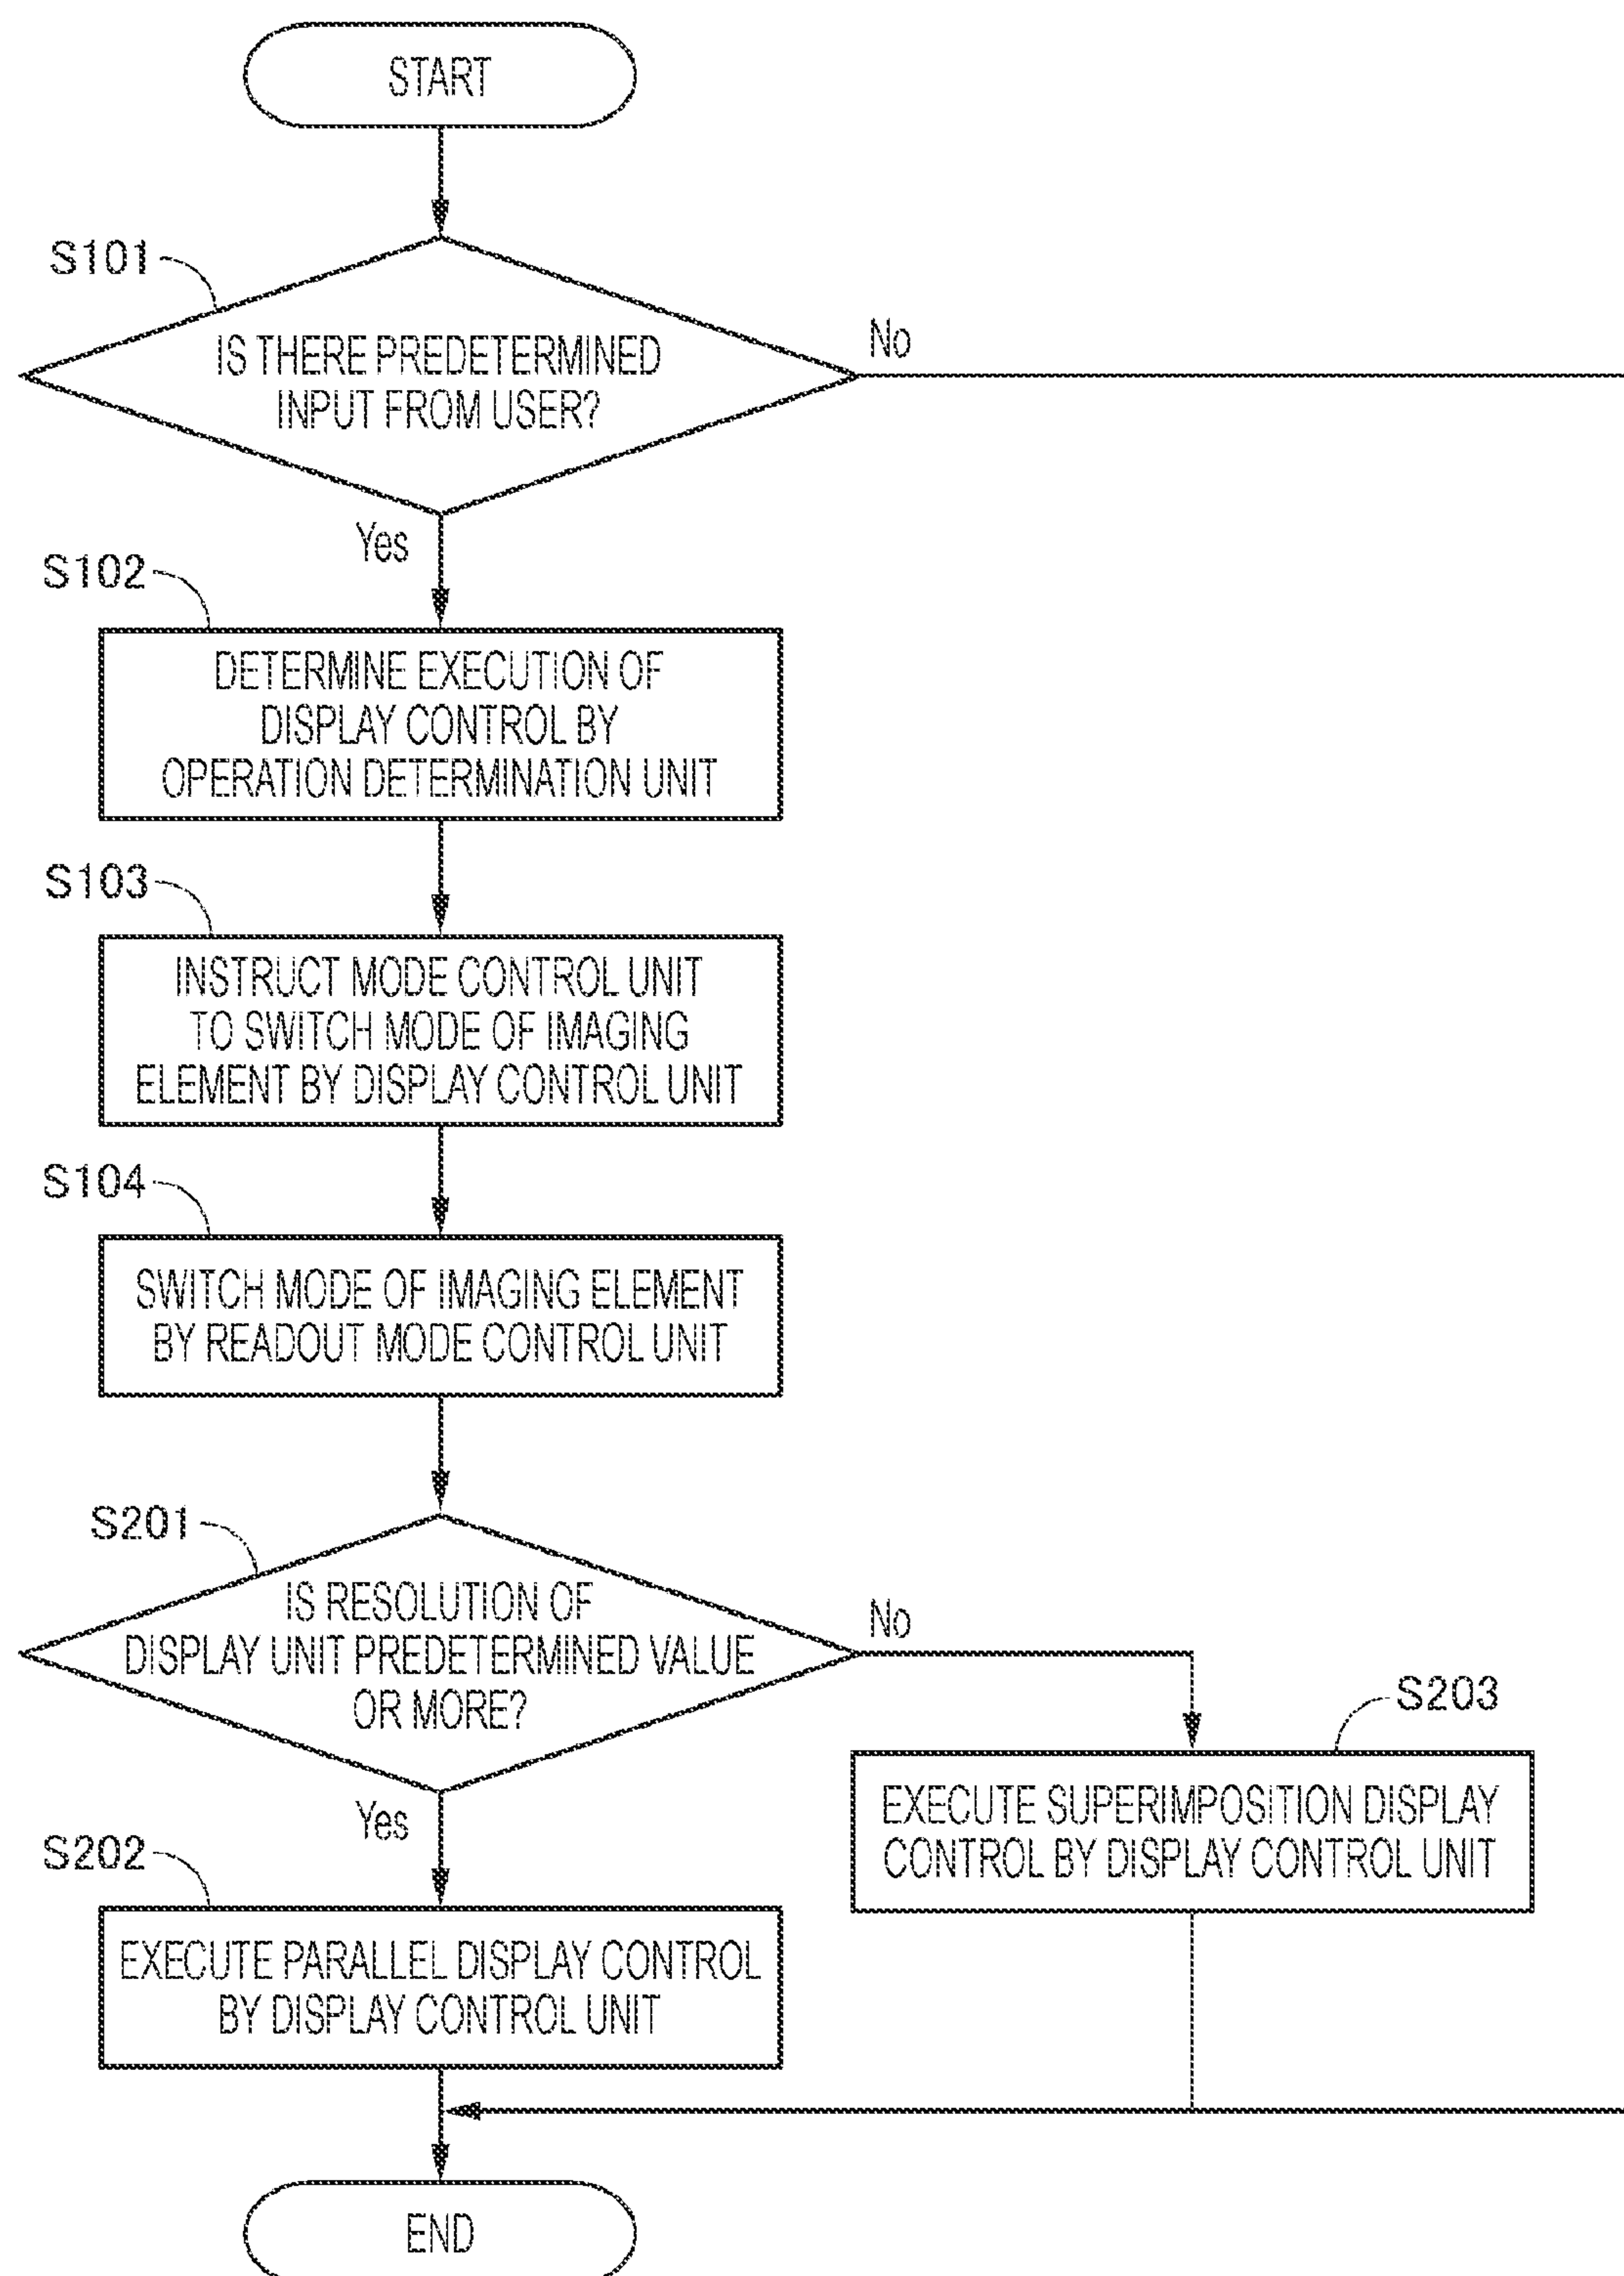 START
S101
IS THERE PREDETERMINED
INPUT FROM USER?
No
Yes
S102
DETERMINE EXECUTION OF
DISPLAY CONTROL BY
OPERATION DETERMINATION UNIT
S103
INSTRUCT MODE CONTROL UNIT
TO SWITCH MODE OF IMAGING
ELEMENT BY DISPLAY CONTROL UNIT
S104
SWITCH MODE OF IMAGING ELEMENT
BY READOUT MODE CONTROL UNIT
S201
IS RESOLUTION OF
DISPLAY UNIT PREDETERMINED VALUE
OR MORE?
No
S203
EXECUTE SUPERIMPOSITION DISPLAY
CONTROL BY DISPLAY CONTROL UNIT
Yes
S202
EXECUTE PARALLEL DISPLAY CONTROL
BY DISPLAY CONTROL UNIT
END